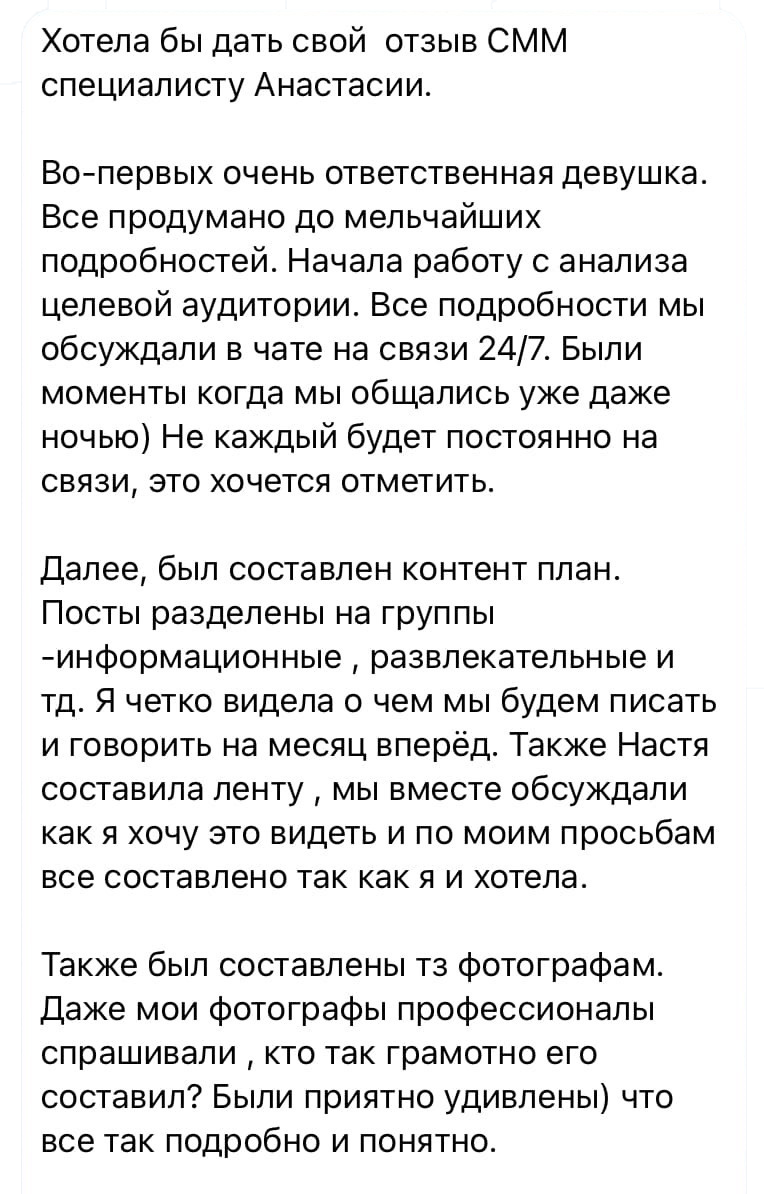 Хотела бы дать свой  отзыв СММ
специалисту Анастасии.

Во-первых очень ответственная девушка.
Все продумано до мельчайших
подробностей. Начала работу с анализа
целевой аудитории. Все подробности мы
обсуждали в чате на связи 24/7. Были
моменты когда мы общались уже даже
ночью) Не каждый будет постоянно на
связи, это хочется отметить.

Далее, был составлен контент план.
Посты разделены на группы
-информационные , развлекательные и
тд. Я четко видела о чем мы будем писать
и говорить на месяц вперёд. Также Настя
составила ленту , мы вместе обсуждали
как я хочу это видеть и по моим просьбам
все составлено так как я и хотела.

Также был составлены тз фотографам.
Даже мои фотографы профессионалы
спрашивали , кто так грамотно его
составил? Были приятно удивлены) что
все так подробно и понятно.